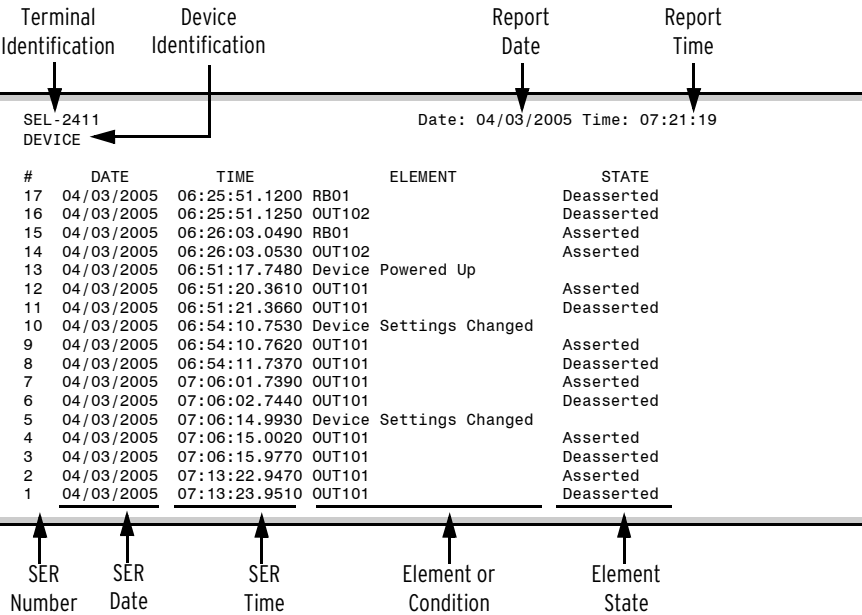 Terminal Identification
Device Identification
Report Date
Report Time
SEL-2411 Date: 04/03/2005 Time: 07:21:19
DEVICE
# DATE TIME ELEMENT STATE
17 04/03/2005 06:25:51.1200 RB01 Deasserted
16 04/03/2005 06:25:51.1250 OUT102 Deasserted
15 04/03/2005 06:26:03.0490 RB01 Asserted
14 04/03/2005 06:26:03.0530 OUT102 Asserted
13 04/03/2005 06:51:17.7480 Device Powered Up
12 04/03/2005 06:51:20.3610 OUT101 Asserted
11 04/03/2005 06:51:21.3660 OUT101 Deasserted
10 04/03/2005 06:54:10.7530 Device Settings Changed
9 04/03/2005 06:54:10.7620 OUT101 Asserted
8 04/03/2005 06:54:11.7370 OUT101 Deasserted
7 04/03/2005 07:06:01.7390 OUT101 Asserted
6 04/03/2005 07:06:02.7440 OUT101 Deasserted
5 04/03/2005 07:06:14.9930 Device Settings Changed
4 04/03/2005 07:06:15.0020 OUT101 Asserted
3 04/03/2005 07:06:15.9770 OUT101 Deasserted
2 04/03/2005 07:13:22.9470 OUT101 Asserted
1 04/03/2005 07:13:23.9510 OUT101 Deasserted
SER Number
SER Date
SER Time
Element or Condition
Element State